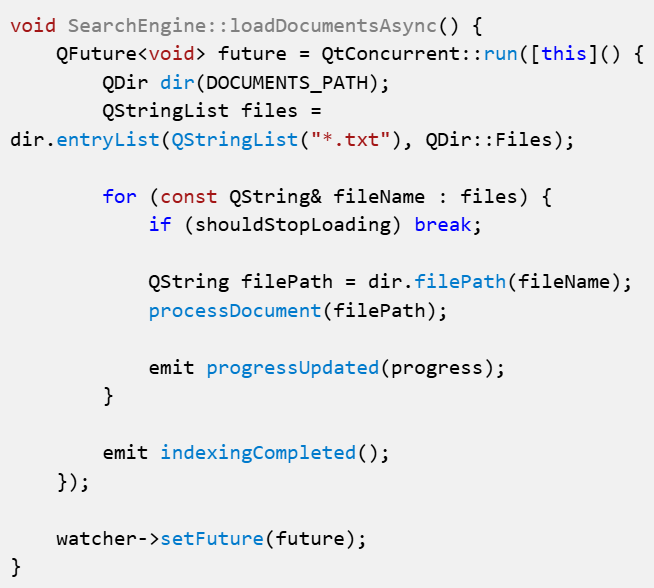 void SearchEngine::loadDocumentsAsync() {
    QFuture<void> future = QtConcurrent::run([this]() {
        QDir dir(DOCUMENTS_PATH);
        QStringList files =
dir.entryList(QStringList("*.txt"), QDir::Files);

        for (const QString& fileName : files) {
            if (shouldStopLoading) break;

            QString filePath = dir.filePath(fileName);
            processDocument(filePath);

            emit progressUpdated(progress);
        }

        emit indexingCompleted();
    });

    watcher->setFuture(future);
}